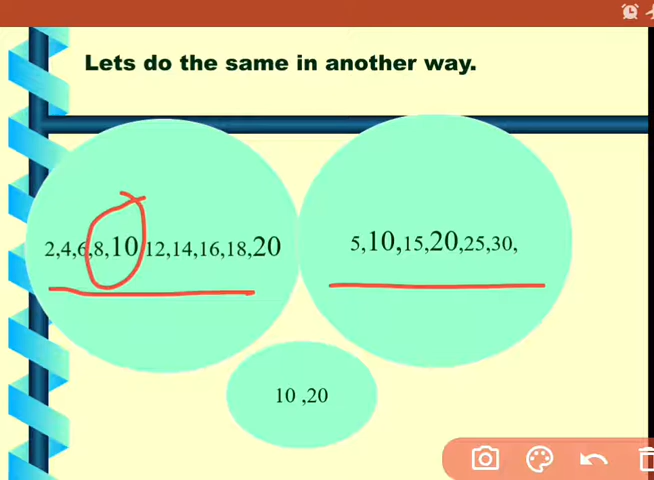 Lets do the same in another way.
2,4,6,8,10,12,14,16,18,20
5,10,15,20,25,30,
10 ,20